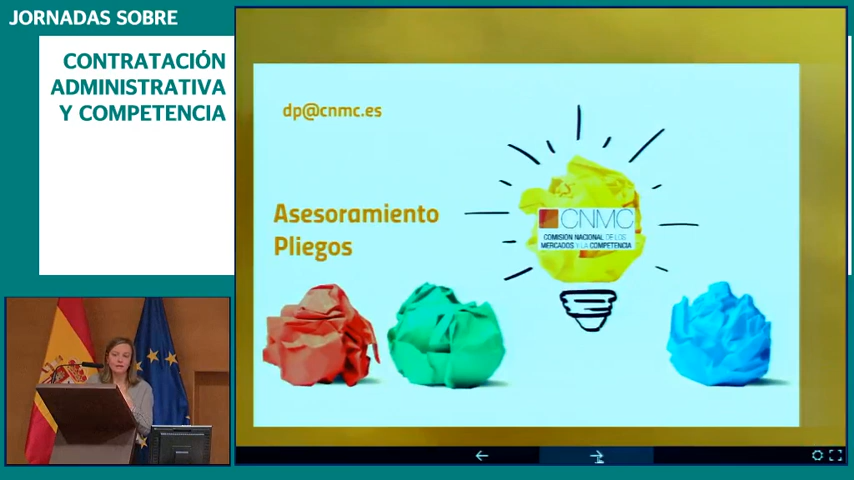 JORNADAS SOBRE
CONTRATACIÓN
ADMINISTRATIVA
Y COMPETENCIA
dp@cnmc.es
Asesoramiento
Pliegos
CNMC
COMISIÓN NACIONAL DE LOS
MERCADOS Y LA COMPETENCIA